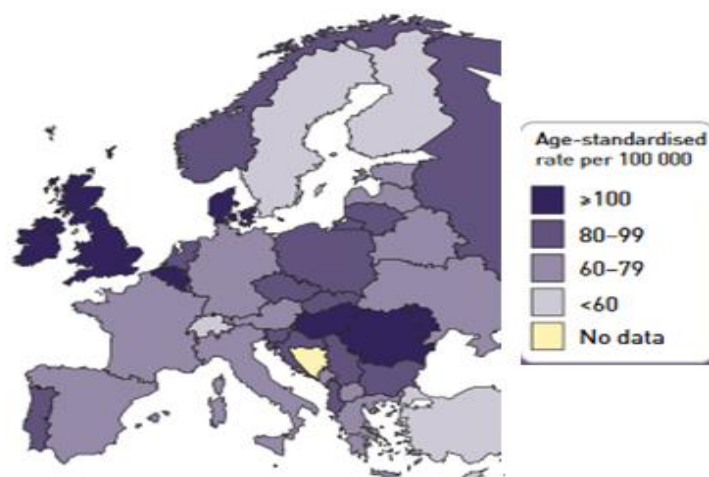 Age-standardised
rate per 100 000
≥100
80–99
60–79
<60
No data